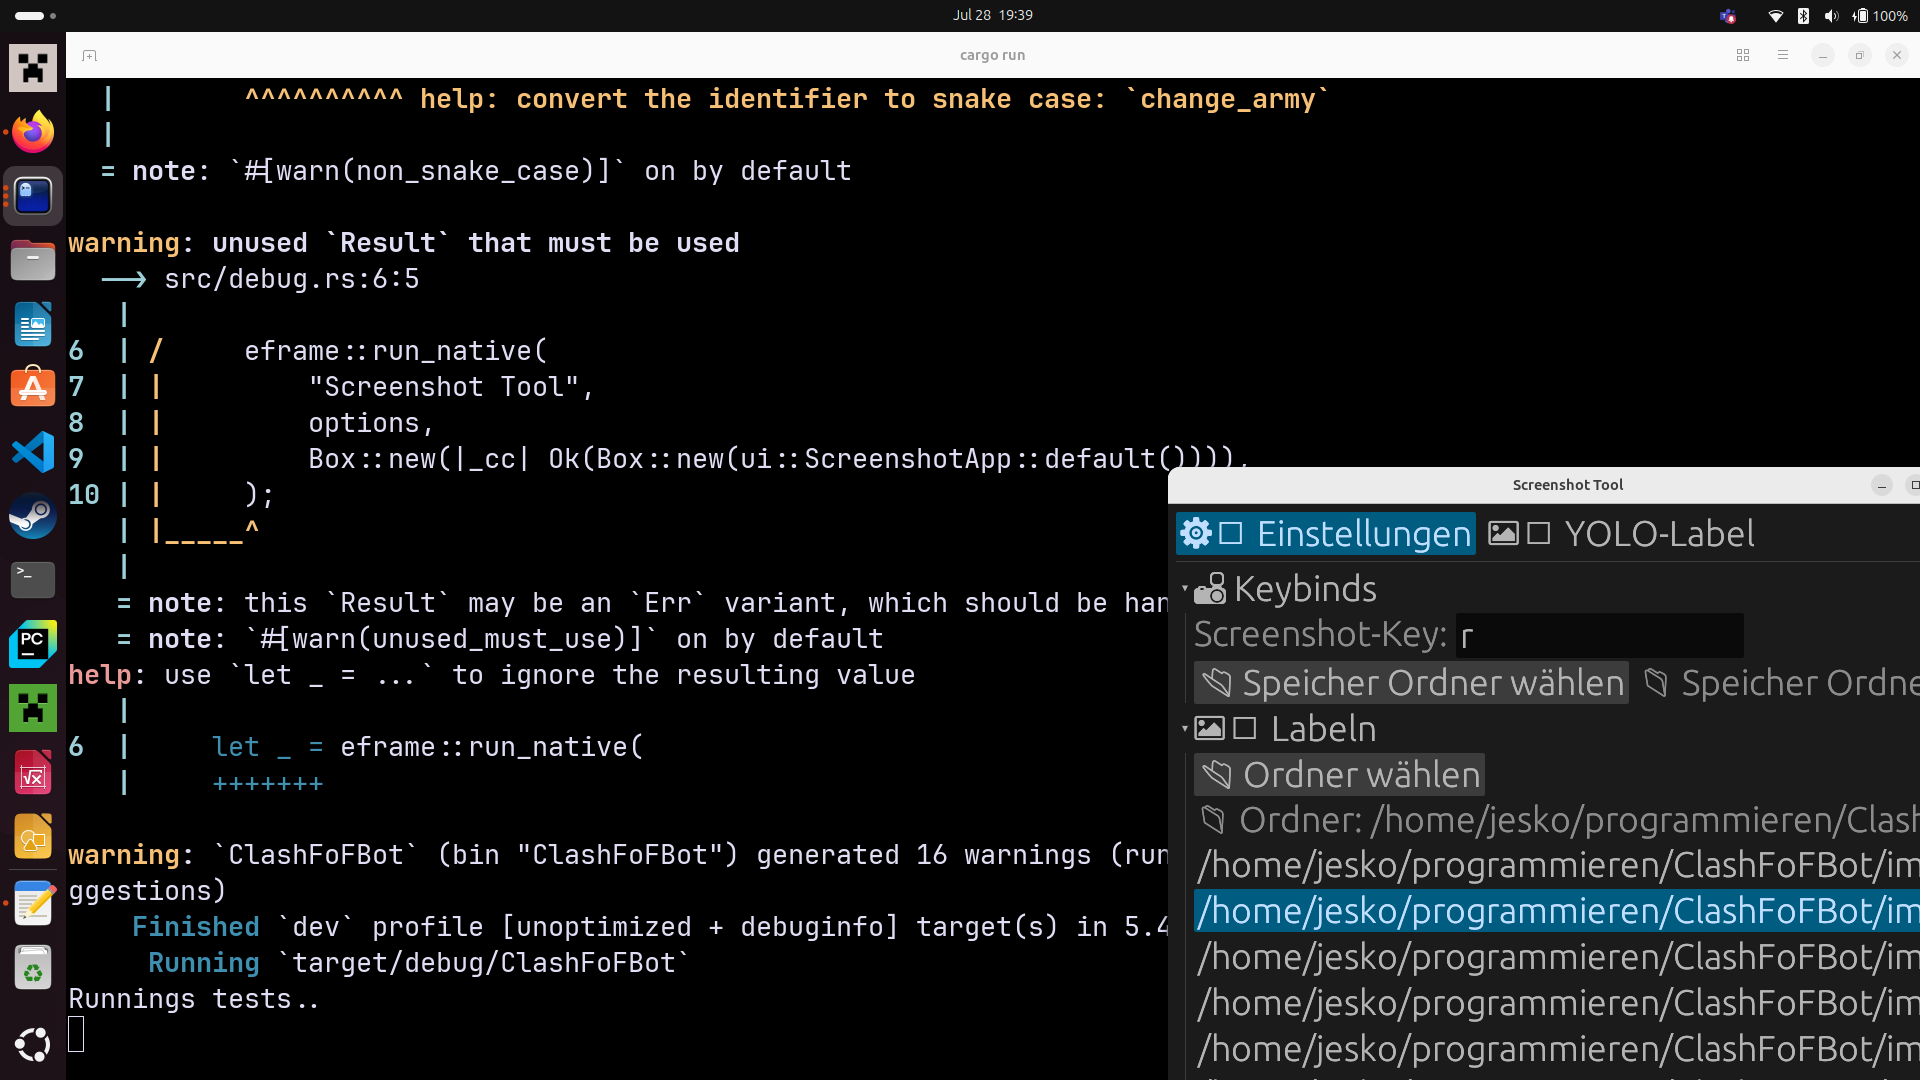 Jul 28 19:39
100%
cargo run
| ^^^^^^^^^^ help: convert the identifier to snake case: `change_army`
|
= note: `#[warn(non_snake_case)]` on by default
warning: unused `Result` that must be used
--> src/debug.rs:6:5
|
6 | / eframe::run_native(
7 | | "Screenshot Tool",
8 | | options,
9 | | Box::new(|_cc| Ok(Box::new(ui::ScreenshotApp::default()))),
10 | | );
| |_____^
|
= note: this `Result` may be an `Err` variant, which should be han
= note: `#[warn(unused_must_use)]` on by default
help: use `let _ = ...` to ignore the resulting value
|
6 | let _ = eframe::run_native(
| +++++++
warning: `ClashFoFBot` (bin "ClashFoFBot") generated 16 warnings (run
ggestions)
Finished `dev` profile [unoptimized + debuginfo] target(s) in 5.4
Running `target/debug/ClashFoFBot`
Runnings tests..
Screenshot Tool
Einstellungen YOLO-Label
Keybinds
Screenshot-Key: r
Speicher Ordner wählen Speicher Ordne
Labeln
Ordner wählen
Ordner: /home/jesko/programmieren/Clash
/home/jesko/programmieren/ClashFoFBot/im
/home/jesko/programmieren/ClashFoFBot/im
/home/jesko/programmieren/ClashFoFBot/im
/home/jesko/programmieren/ClashFoFBot/im
/home/jesko/programmieren/ClashFoFBot/im
PC